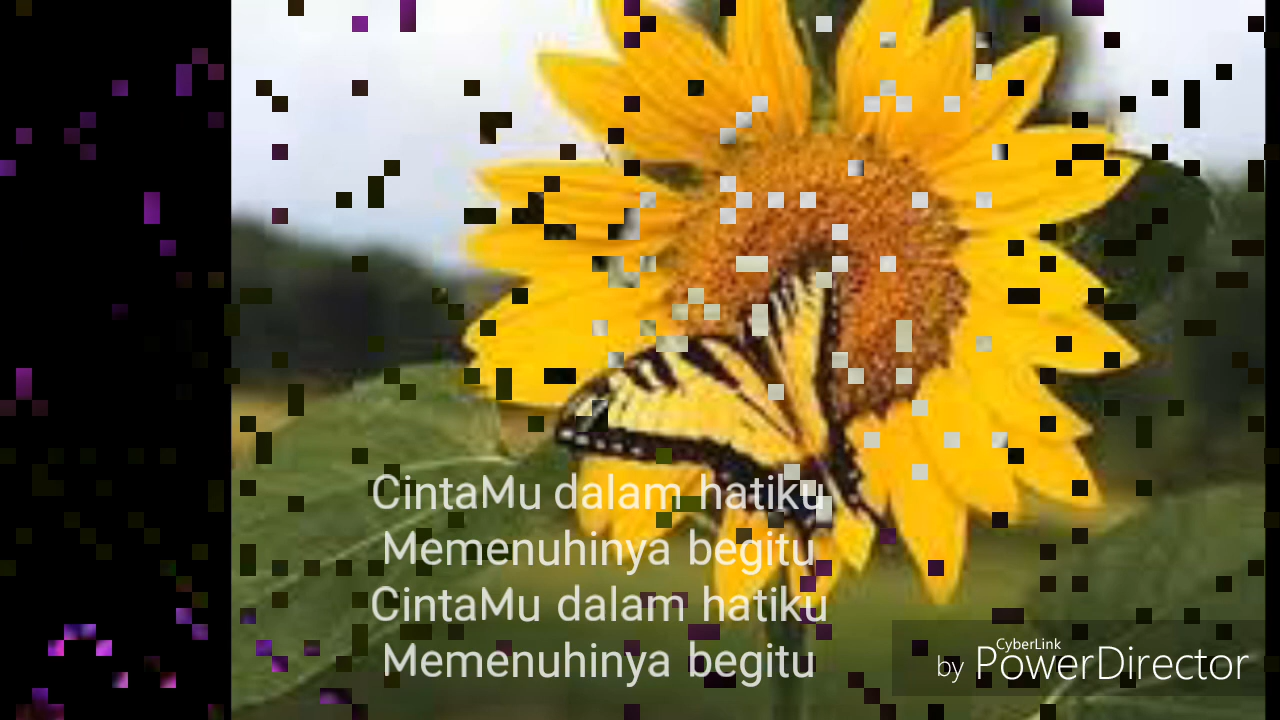 CintaMu dalam hatiku
Memenuhinya begitu
CintaMu dalam hatiku
Memenuhinya begitu
CyberLink
by PowerDirector